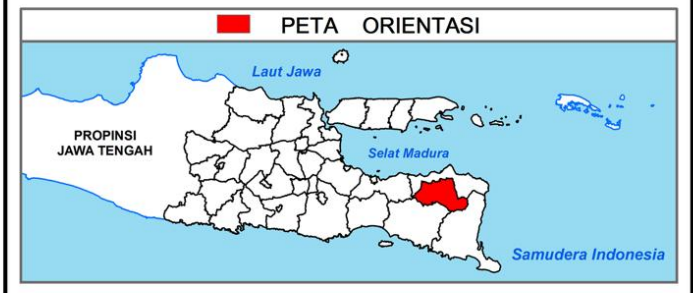 PETA ORIENTASI
Laut Jawa
PROPINSI
JAWA TENGAH
Selat Madura
Samudera Indonesia